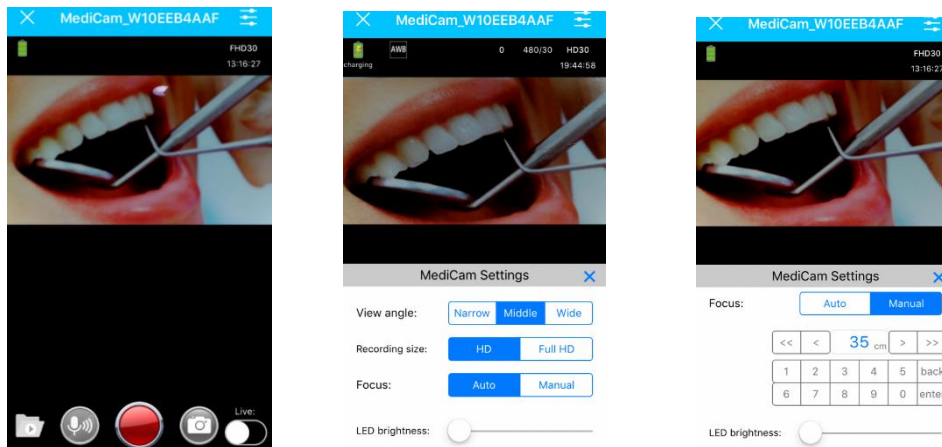 MediCam_W10EEB4AAF
FHD30
13:16:27
Live:
MediCam_W10EEB4AAF
charging
AWB
0 480/30 HD30
19:44:58
MediCam Settings
View angle: Narrow Middle Wide
Recording size: HD Full HD
Focus: Auto Manual
LED brightness:
MediCam_W10EEB4AAF
FHD30
13:16:27
MediCam Settings
Focus: Auto Manual
<< < 35 cm > >>
1 2 3 4 5 back
6 7 8 9 0 enter
LED brightness: